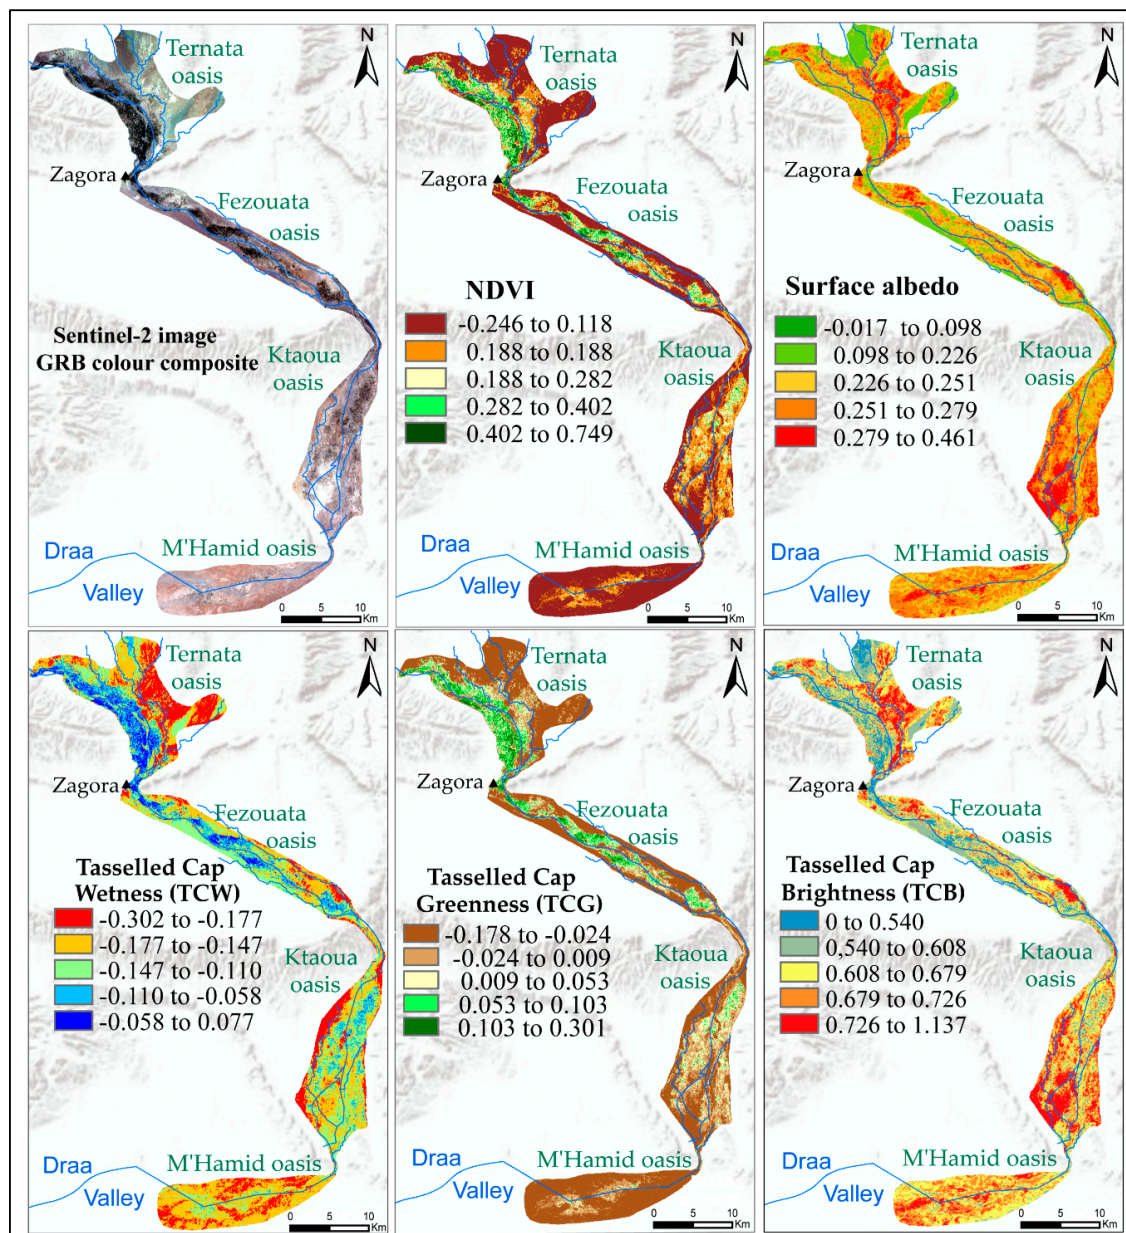 N
Ternata
oasis
Zagora
Fezouata
oasis
Sentinel-2 image
GRB colour composite
Ktaoua
oasis
Draa
Valley
M'Hamid oasis
0 5 10
Km
N
Ternata
oasis
Zagora
Fezouata
oasis
NDVI
-0.246 to 0.118
0.188 to 0.188
0.188 to 0.282
0.282 to 0.402
0.402 to 0.749
Ktaoua
oasis
Draa
Valley
M'Hamid oasis
0 5 10
Km
N
Ternata
oasis
Zagora
Fezouata
oasis
Surface albedo
-0.017 to 0.098
0.098 to 0.226
0.226 to 0.251
0.251 to 0.279
0.279 to 0.461
Ktaoua
oasis
Draa
Valley
M'Hamid oasis
0 5 10
Km
N
Ternata
oasis
Zagora
Fezouata
oasis
Tasselled Cap
Wetness (TCW)
-0.302 to -0.177
-0.177 to -0.147
-0.147 to -0.110
-0.110 to -0.058
-0.058 to 0.077
Ktaoua
oasis
Draa
Valley
M'Hamid oasis
0 5 10
Km
N
Ternata
oasis
Zagora
Fezouata
oasis
Tasselled Cap
Greenness (TCG)
-0.178 to -0.024
-0.024 to 0.009
0.009 to 0.053
0.053 to 0.103
0.103 to 0.301
Ktaoua
oasis
Draa
Valley
M'Hamid oasis
0 5 10
Km
N
Ternata
oasis
Zagora
Fezouata
oasis
Tasselled Cap
Brightness (TCB)
0 to 0.540
0,540 to 0.608
0.608 to 0.679
0.679 to 0.726
0.726 to 1.137
Ktaoua
oasis
Draa
Valley
M'Hamid oasis
0 5 10
Km